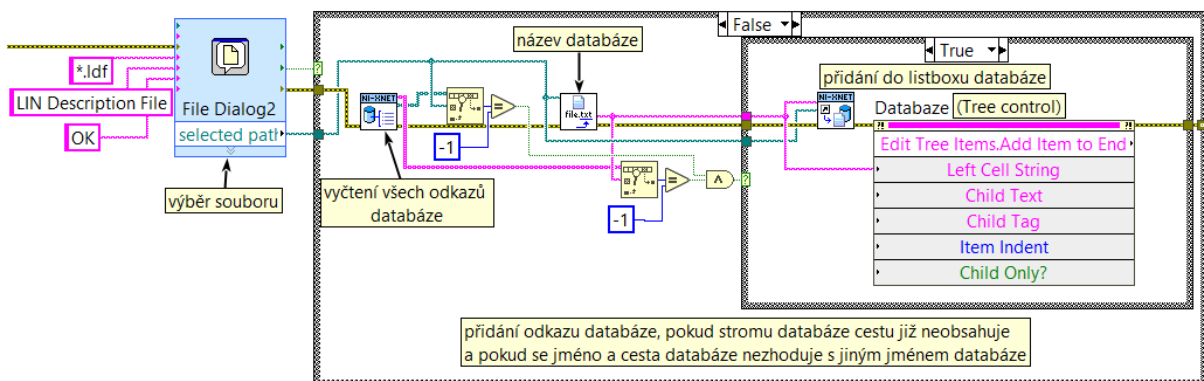 *.ldf
LIN Description File
OK
File Dialog2
selected path
výběr souboru
False
název databáze
NI-XNET
-1
file.txt
vyčtení všech odkazů
databáze
-1
True
přidání do listboxu databáze
NI-XNET
Databaze
(Tree control)
Edit Tree Items.Add Item to End
Left Cell String
Child Text
Child Tag
Item Indent
Child Only?
přidání odkazu databáze, pokud stromu databáze cestu již neobsahuje
a pokud se jméno a cesta databáze nezhoduje s jiným jménem databáze